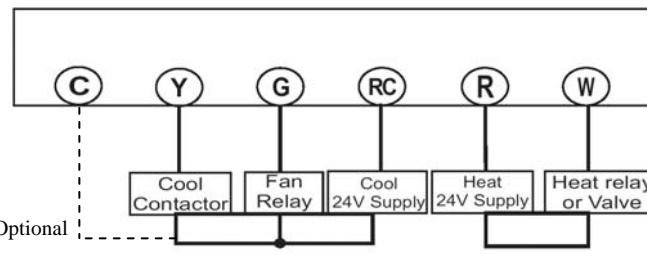 C Y G RC R W
Cool
Contactor
Fan
Relay
Cool
24V Supply
Heat
24V Supply
Heat relay
or Valve
Optional